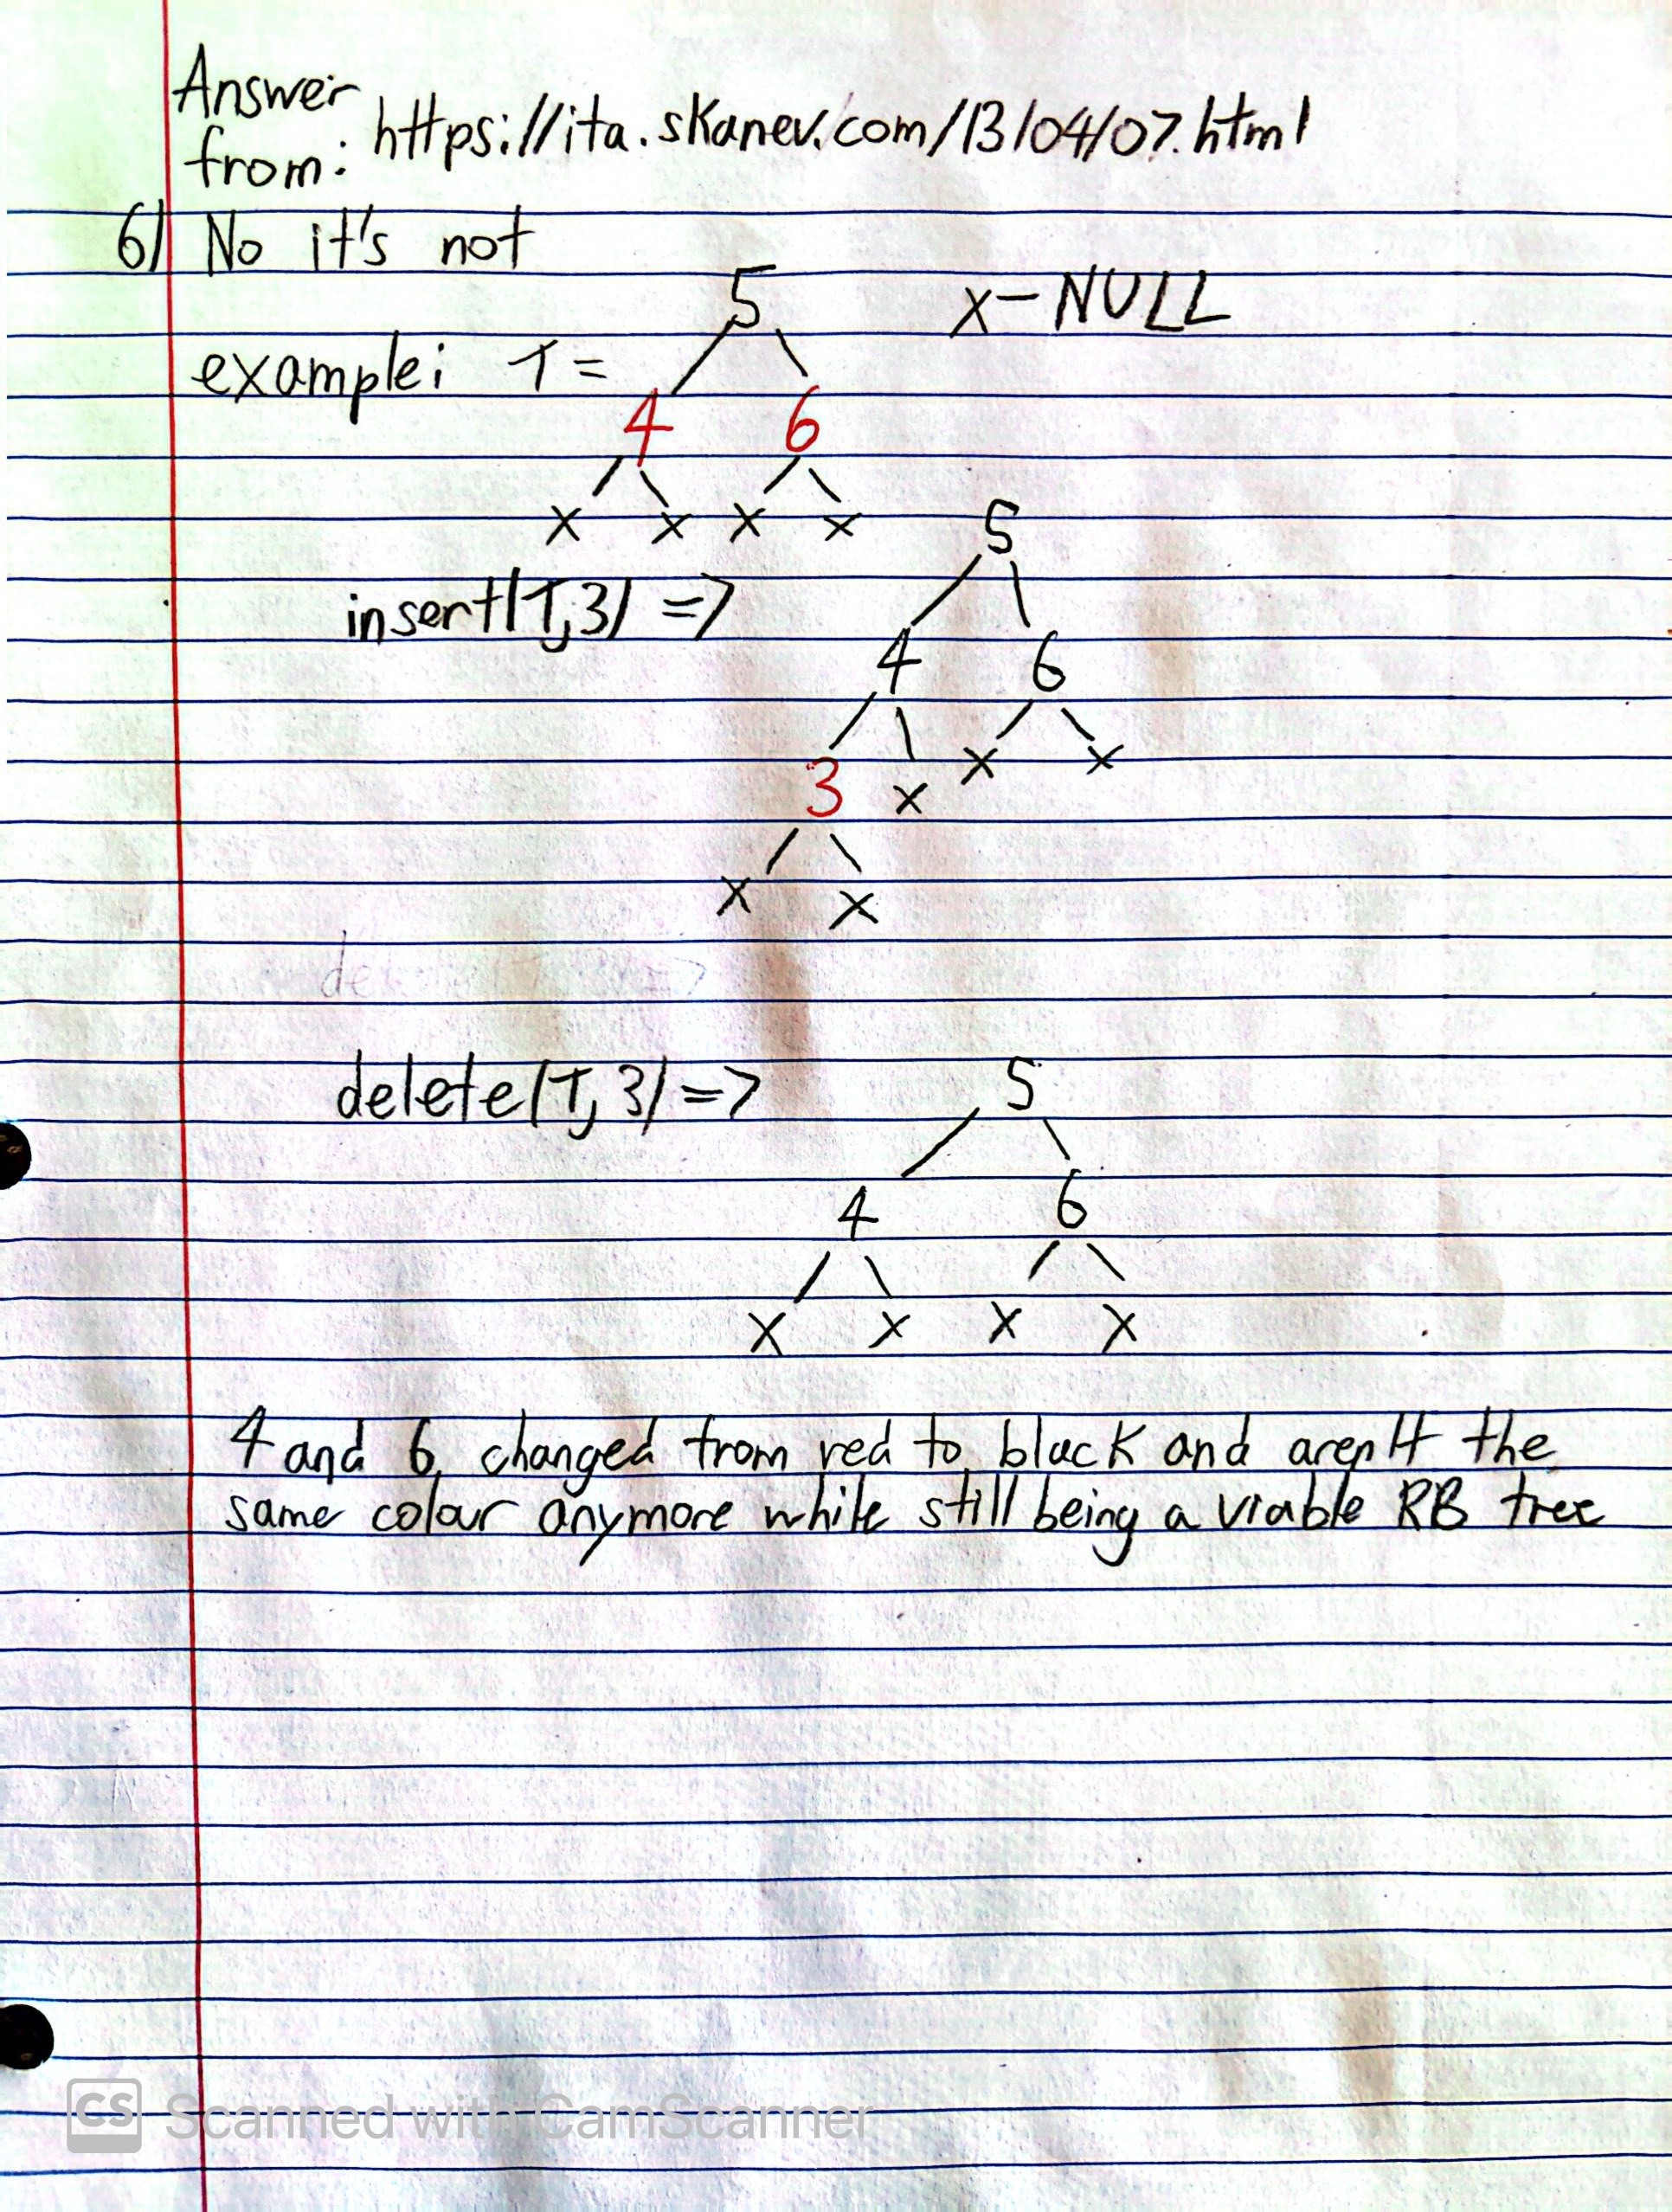 Answer
from: https://ita.skanev.com/13/04/07.html
6) No it's not
5 x-NULL
example: T =
4 6
x x x x
5
insert(T,3) =>
4 6
3 x x x
x x
delete(T,3) => 5
4 6
x x x x
4 and 6 changed from red to black and aren't the
same colour anymore while still being a viable RB tree
CS Scanned with CamScanner